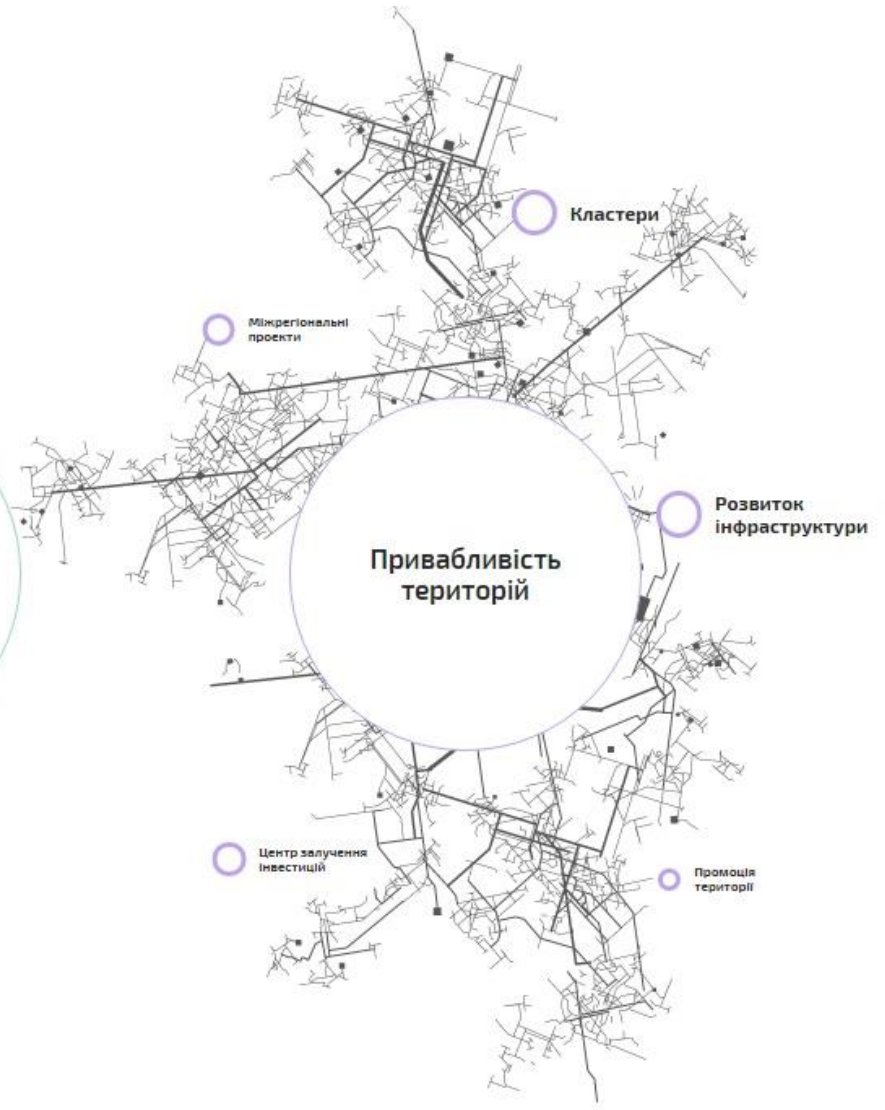 Кластери
Міжрегіональні
проекти
Розвиток
інфраструктури
Привабливість
територій
Центр залучення
інвестицій
Промоція
території